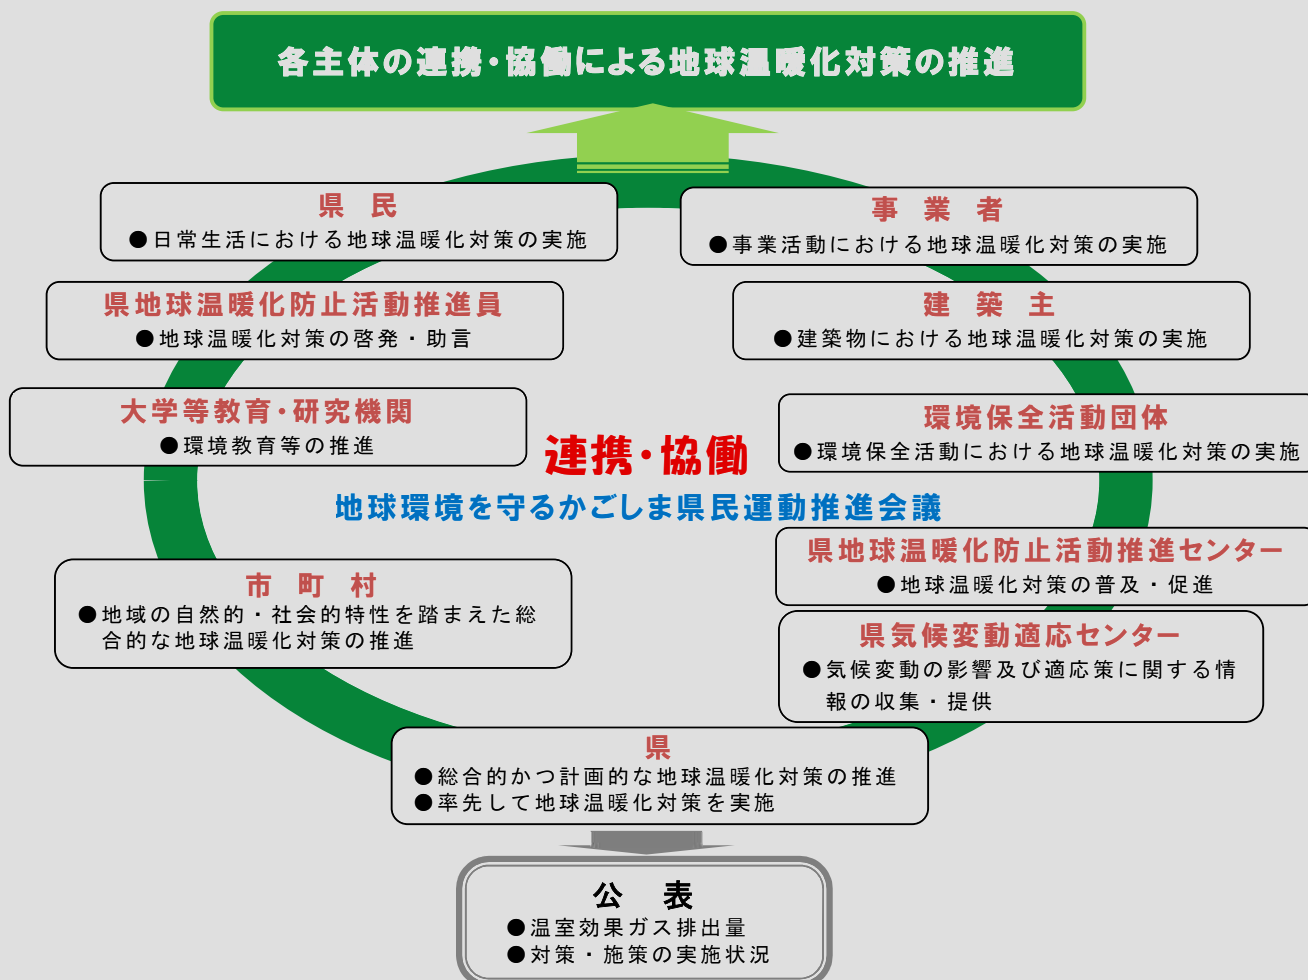 各主体の連携・協働による地球温暖化対策の推進
県　民
●日常生活における地球温暖化対策の実施
事　業　者
●事業活動における地球温暖化対策の実施
県地球温暖化防止活動推進員
●地球温暖化対策の啓発・助言
建　築　主
●建築物における地球温暖化対策の実施
大学等教育・研究機関
●環境教育等の推進
環境保全活動団体
●環境保全活動における地球温暖化対策の実施
連携・協働
地球環境を守るかごしま県民運動推進会議
県地球温暖化防止活動推進センター
●地球温暖化対策の普及・促進
市　町　村
●地域の自然的・社会的特性を踏まえた総
合的な地球温暖化対策の推進
県気候変動適応センター
●気候変動の影響及び適応策に関する情
報の収集・提供
県
●総合的かつ計画的な地球温暖化対策の推進
●率先して地球温暖化対策を実施
公　表
●温室効果ガス排出量
●対策・施策の実施状況